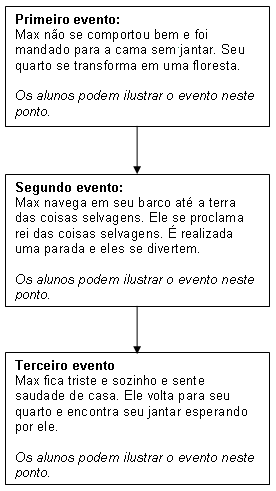 Primeiro evento:
Max não se comportou bem e foi
mandado para a cama sem jantar. Seu
quarto se transforma em uma floresta.
Os alunos podem ilustrar o evento neste
ponto.
Segundo evento:
Max navega em seu barco até a terra
das coisas selvagens. Ele se proclama
rei das coisas selvagens. É realizada
uma parada e eles se divertem.
Os alunos podem ilustrar o evento neste
ponto.
Terceiro evento
Max fica triste e sozinho e sente
saudade de casa. Ele volta para seu
quarto e encontra seu jantar esperando
por ele.
Os alunos podem ilustrar o evento neste
ponto.